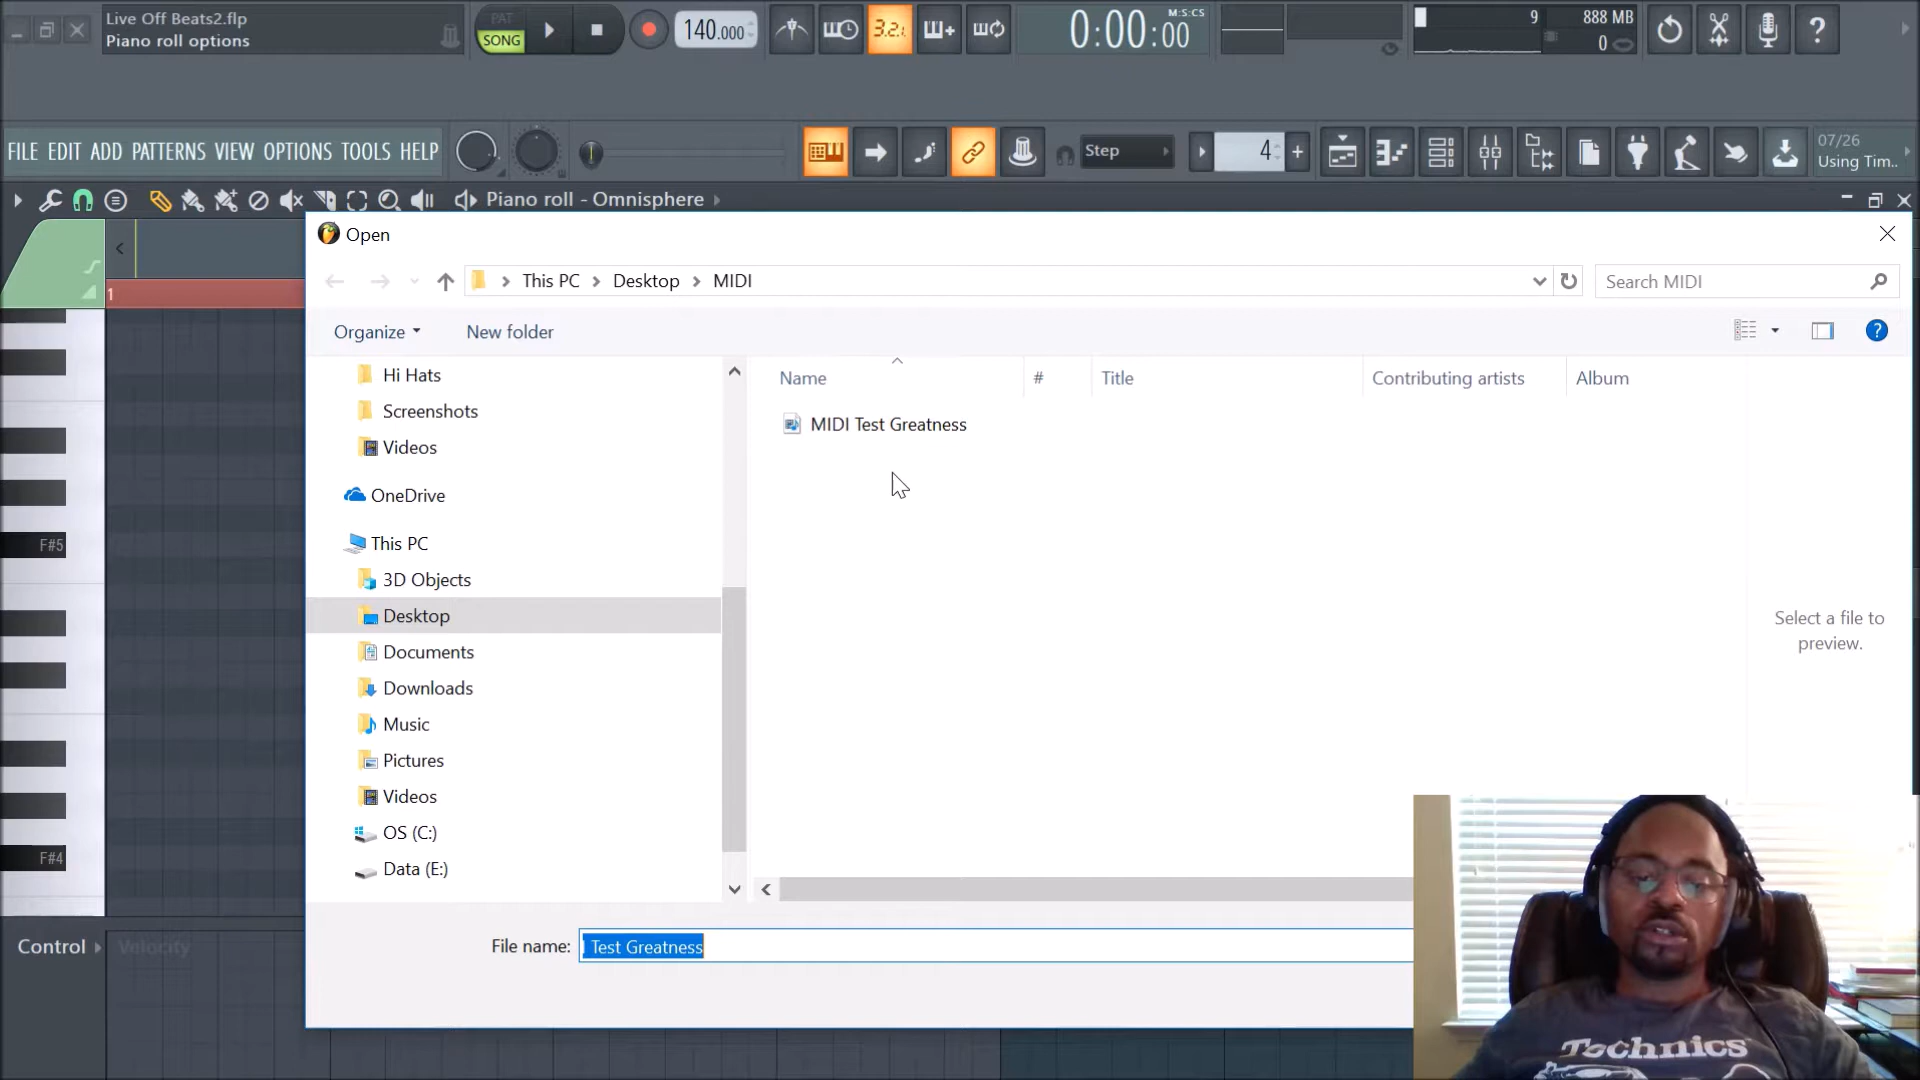 Live Off Beats2.flp
Piano roll options
PAT
SONG
140.000
3.2.
0:00:00
M:S:CS
9
888 MB
0
FILE EDIT ADD PATTERNS VIEW OPTIONS TOOLS HELP
Step
4
07/26
Using Tim..
Piano roll - Omnisphere
Open
This PC > Desktop > MIDI
Search MIDI
Organize
New folder
Hi Hats
Screenshots
Videos
OneDrive
This PC
3D Objects
Desktop
Documents
Downloads
Music
Pictures
Videos
OS (C:)
Data (E:)
Name
#
Title
Contributing artists
Album
MIDI Test Greatness
Select a file to
preview.
1
F#5
F#4
Control
Velocity
File name:
Test Greatness
Technics